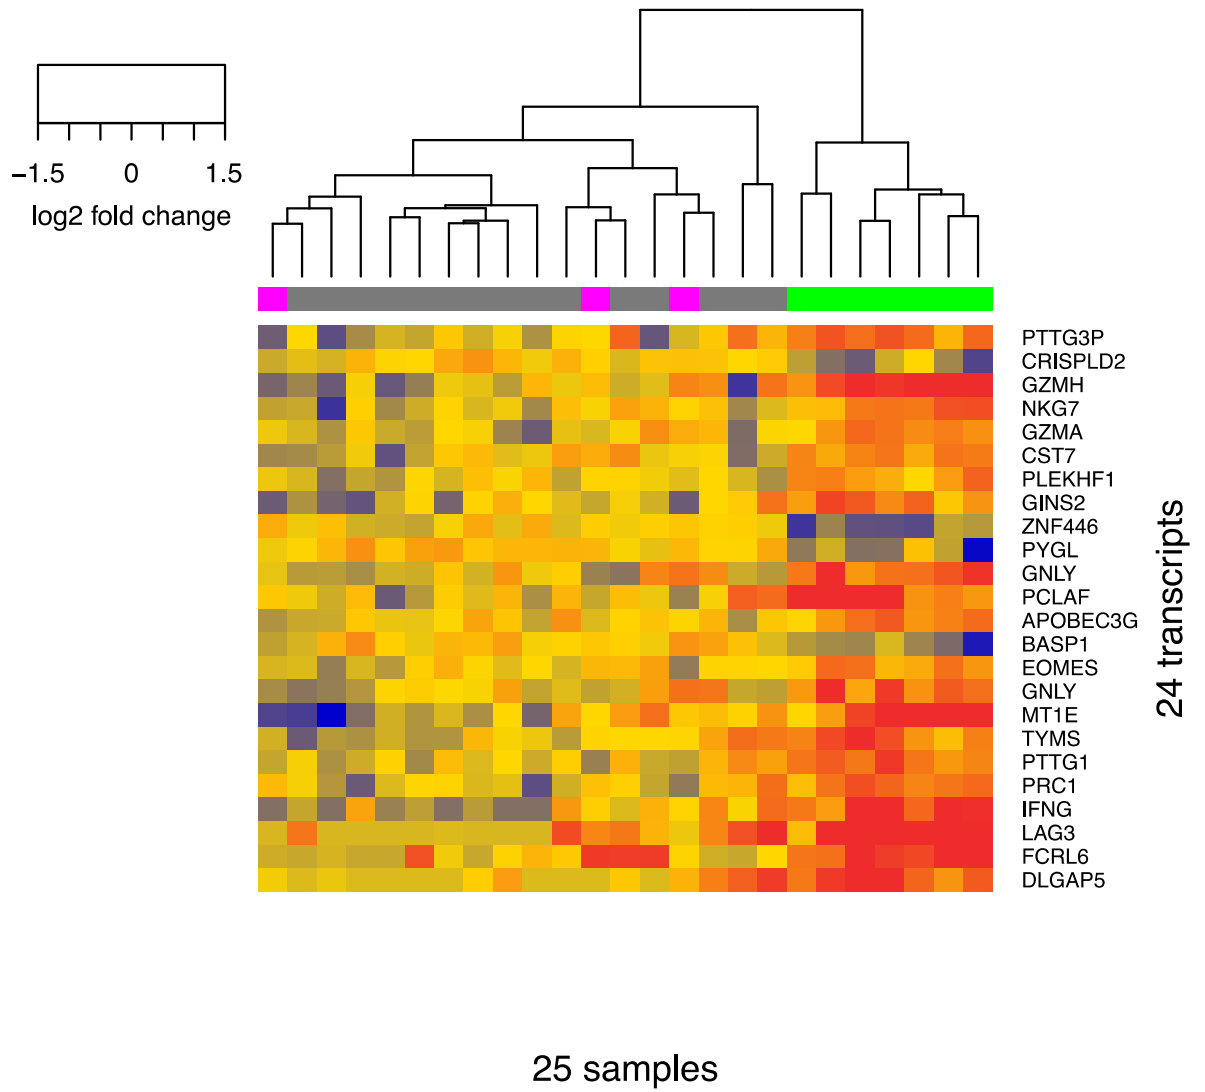 −1.5 0 1.5
log2 fold change
PTTG3P
CRISPLD2
GZMH
NKG7
GZMA
CST7
PLEKHF1
GINS2
ZNF446
PYGL
GNLY
PCLAF
APOBEC3G
BASP1
EOMES
GNLY
MT1E
TYMS
PTTG1
PRC1
IFNG
LAG3
FCRL6
DLGAP5
24 transcripts
25 samples